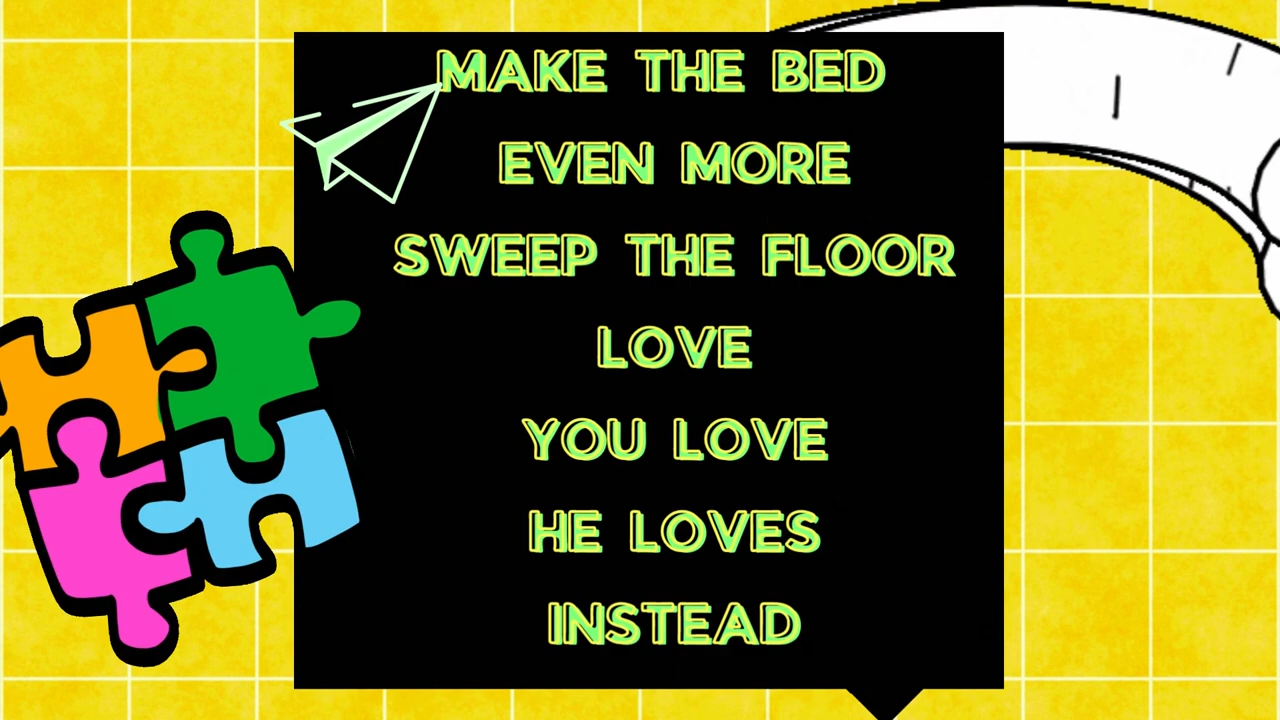 MAKE THE BED
EVEN MORE
SWEEP THE FLOOR
LOVE
YOU LOVE
HE LOVES
INSTEAD